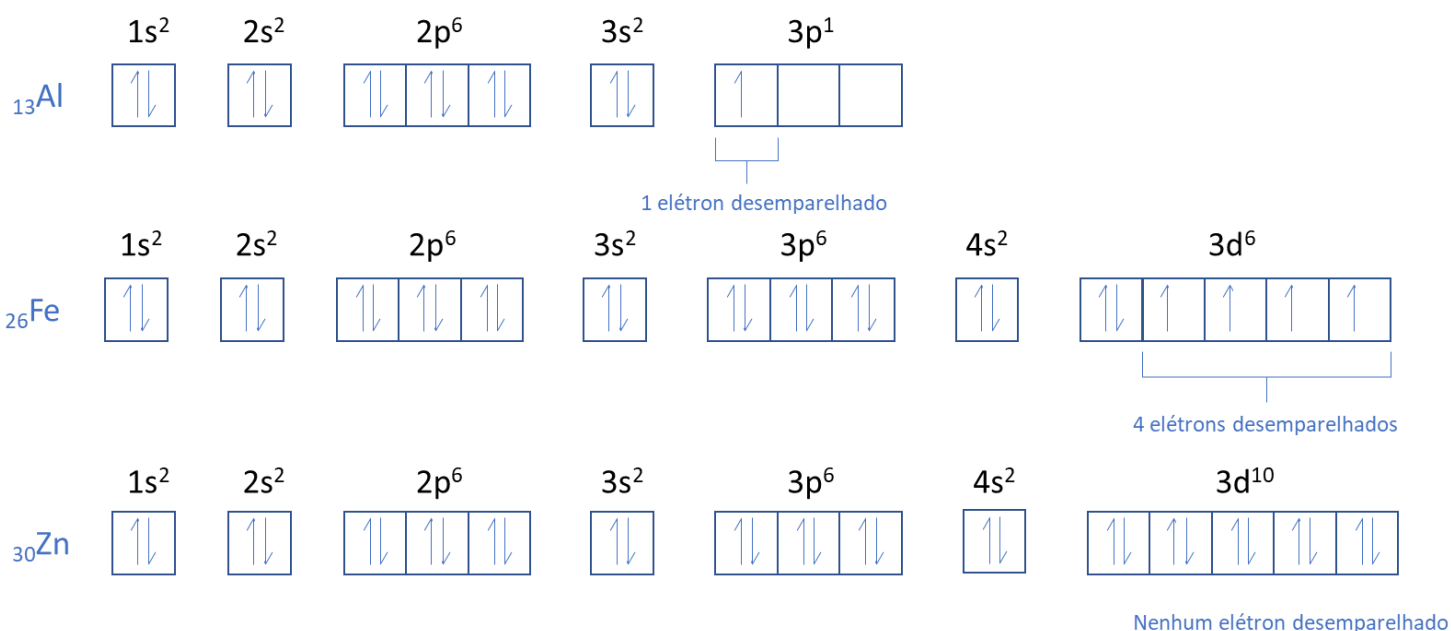 1s² 2s² 2p⁶ 3s² 3p¹
₁₃Al
1 elétron desemparelhado
1s² 2s² 2p⁶ 3s² 3p⁶ 4s² 3d⁶
₂₆Fe
4 elétrons desemparelhados
1s² 2s² 2p⁶ 3s² 3p⁶ 4s² 3d¹⁰
₃₀Zn
Nenhum elétron desemparelhado